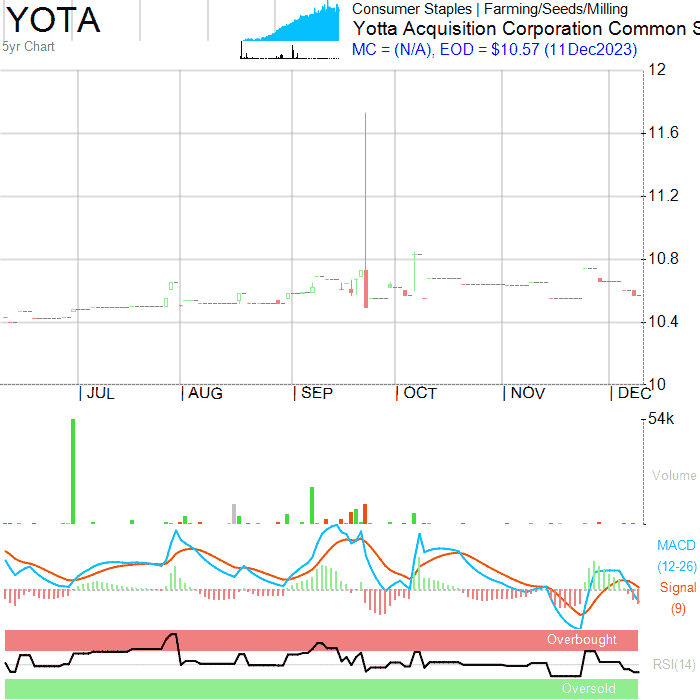 YOTA
5yr Chart
Consumer Staples | Farming/Seeds/Milling
Yotta Acquisition Corporation Common S
MC = (N/A), EOD = $10.57 (11Dec2023)
12
11.6
11.2
10.8
10.4
10
JUL
AUG
SEP
OCT
NOV
DEC
54k
Volume
MACD
(12-26)
Signal
(9)
Overbought
RSI(14)
Oversold